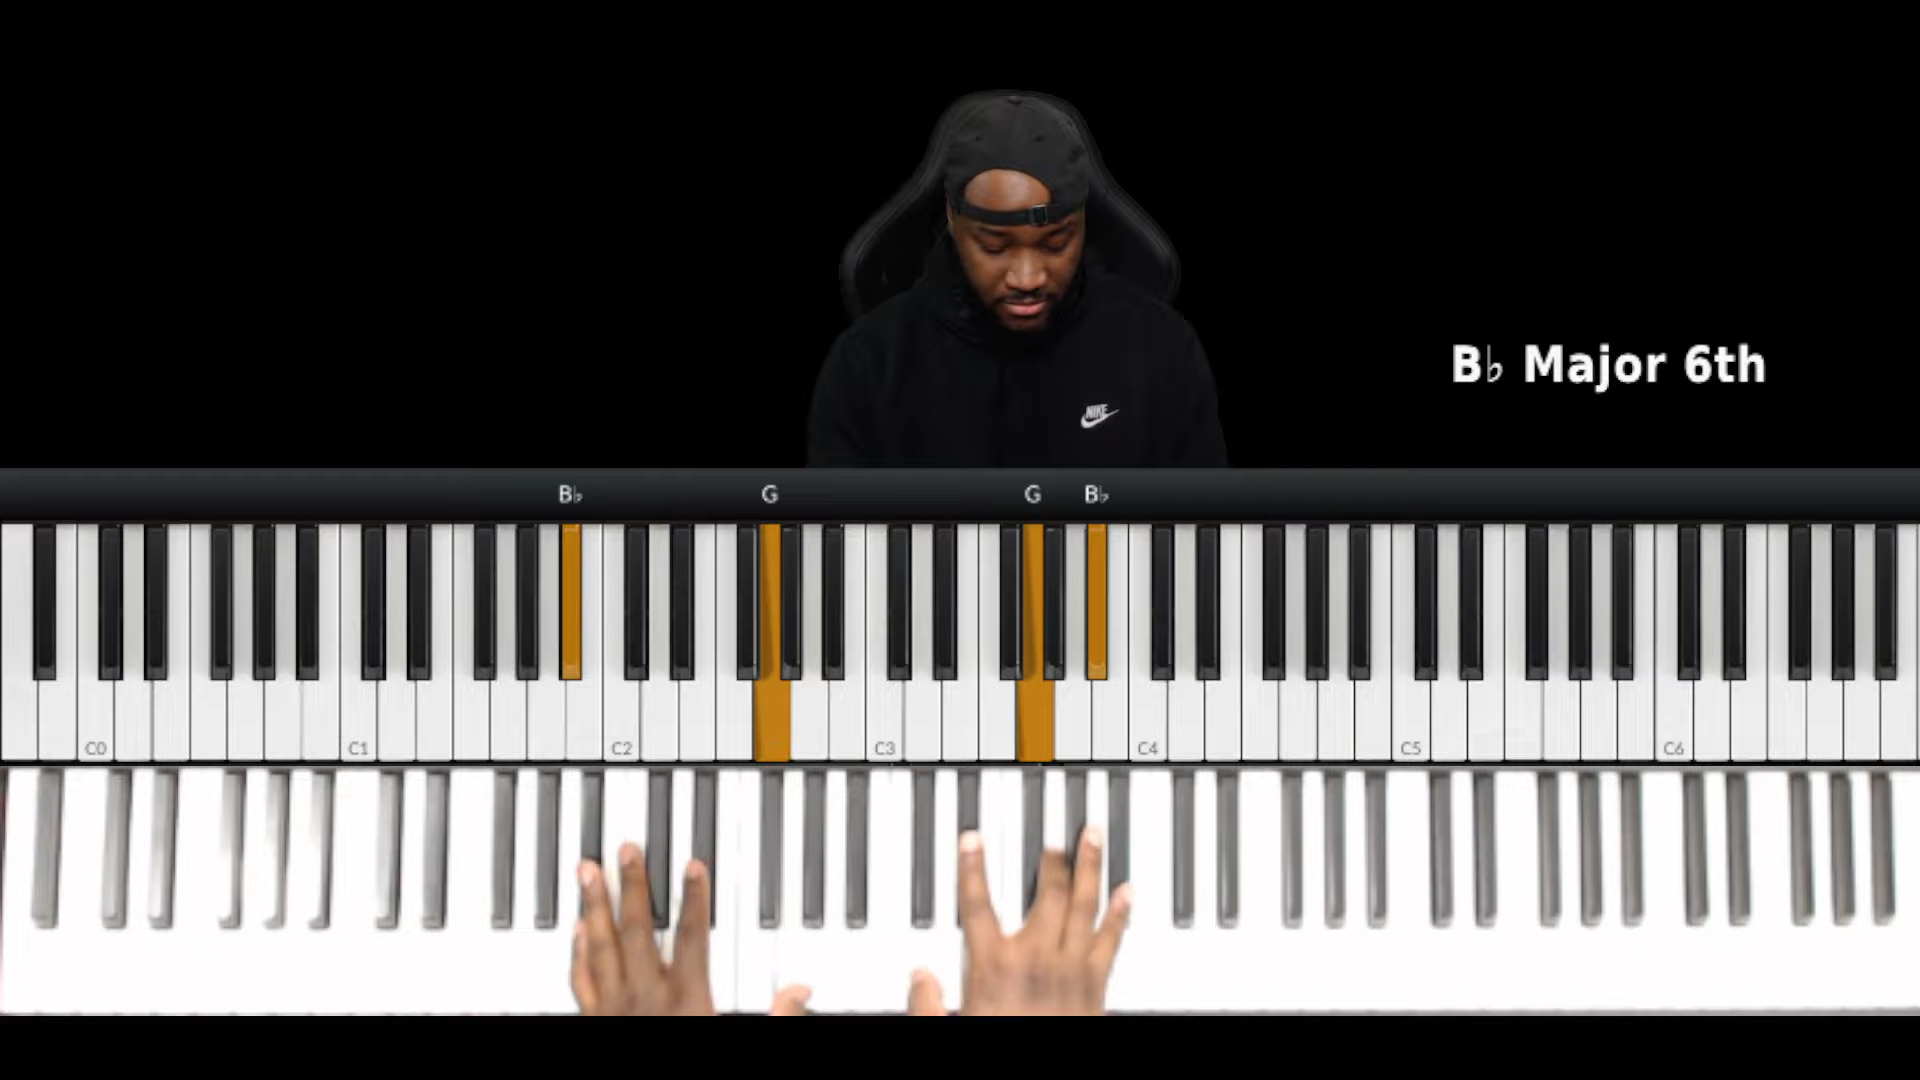 B♭ Major 6th
NIKE
B♭ G G B♭
C0 C1 C2 C3 C4 C5 C6